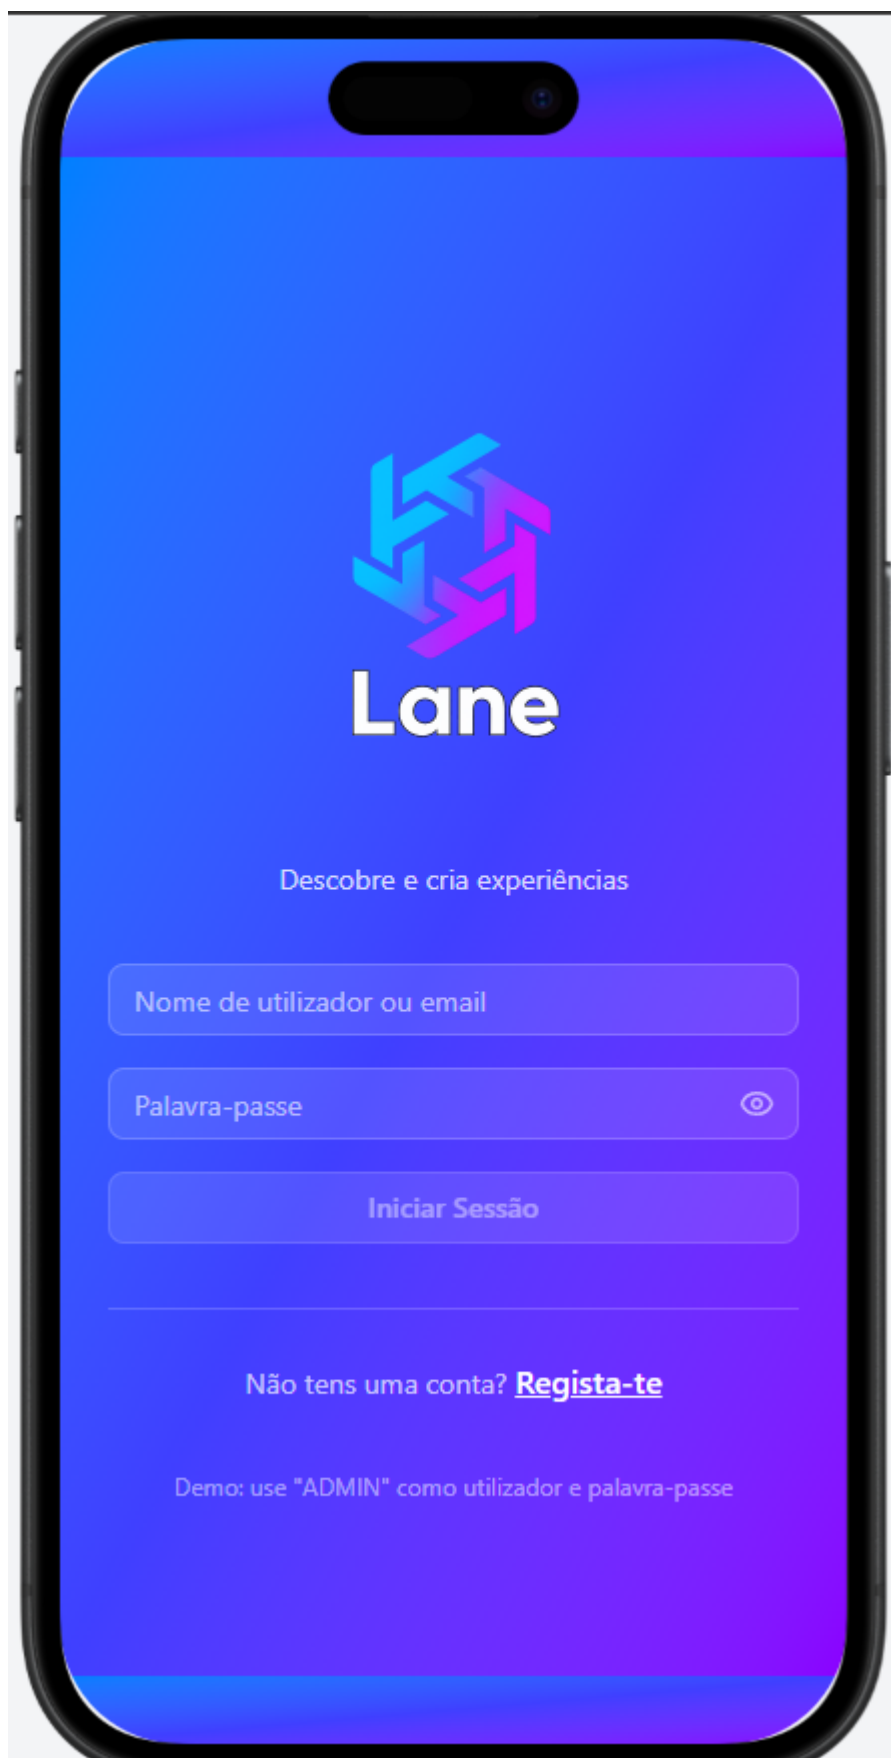 Lane
Descobre e cria experiências
Nome de utilizador ou email
Palavra-passe
Iniciar Sessão
Não tens uma conta? Regista-te
Demo: use "ADMIN" como utilizador e palavra-passe